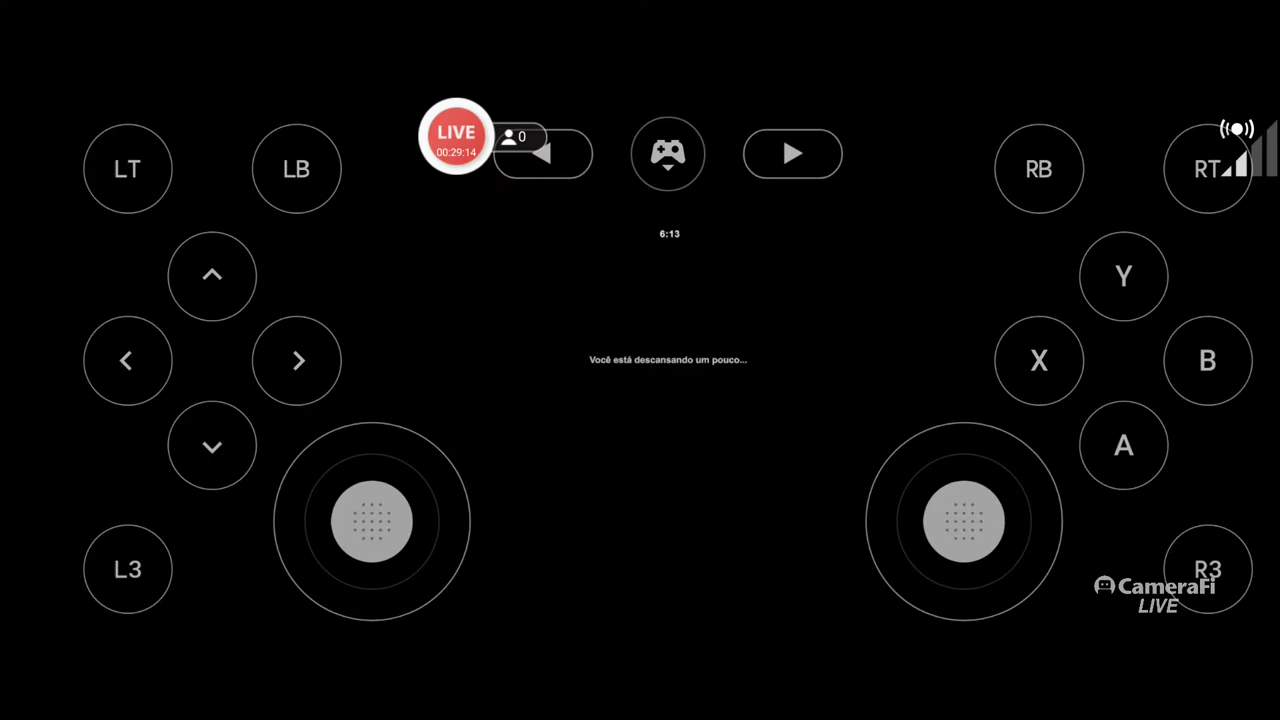 LIVE
00:29:14
0
LT
LB
RB
RT
6:13
Y
Você está descansando um pouco...
X
B
A
L3
R3
CameraFi
LIVE